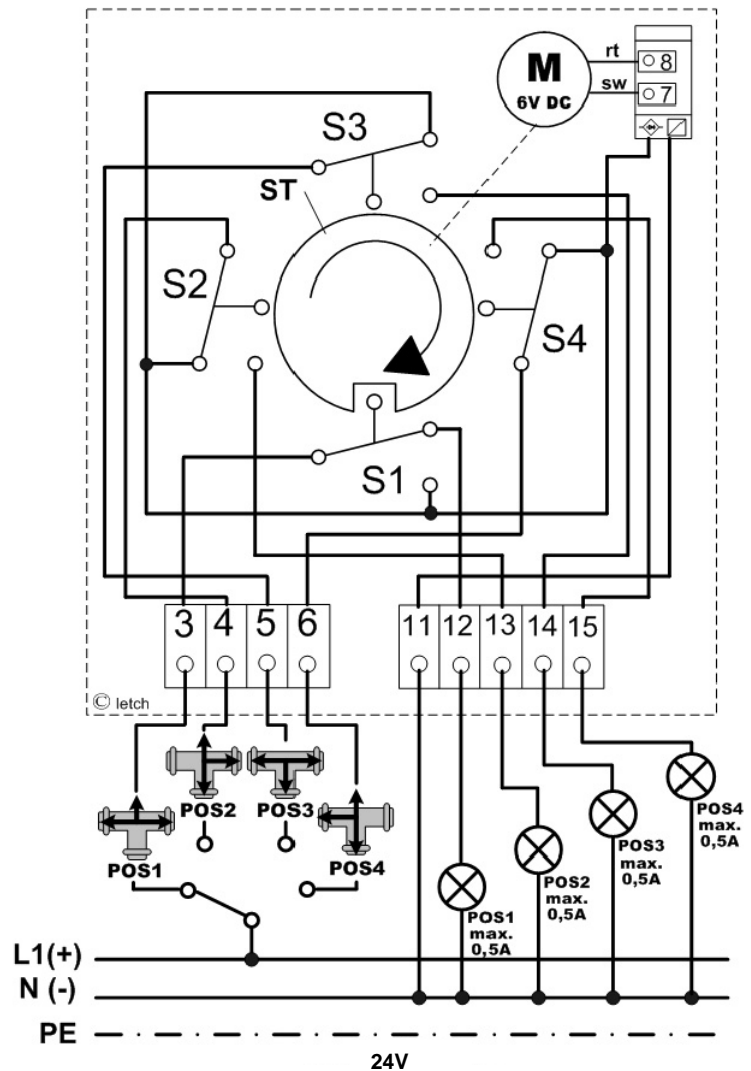 M
6V DC
rt
8
sw
7
S3
ST
S2
S4
S1
3 4 5 6
11 12 13 14 15
© letch
POS1
POS2
POS3
POS4
POS1
max.
0,5A
POS2
max.
0,5A
POS3
max.
0,5A
POS4
max.
0,5A
L1(+)
N (-)
PE
24V